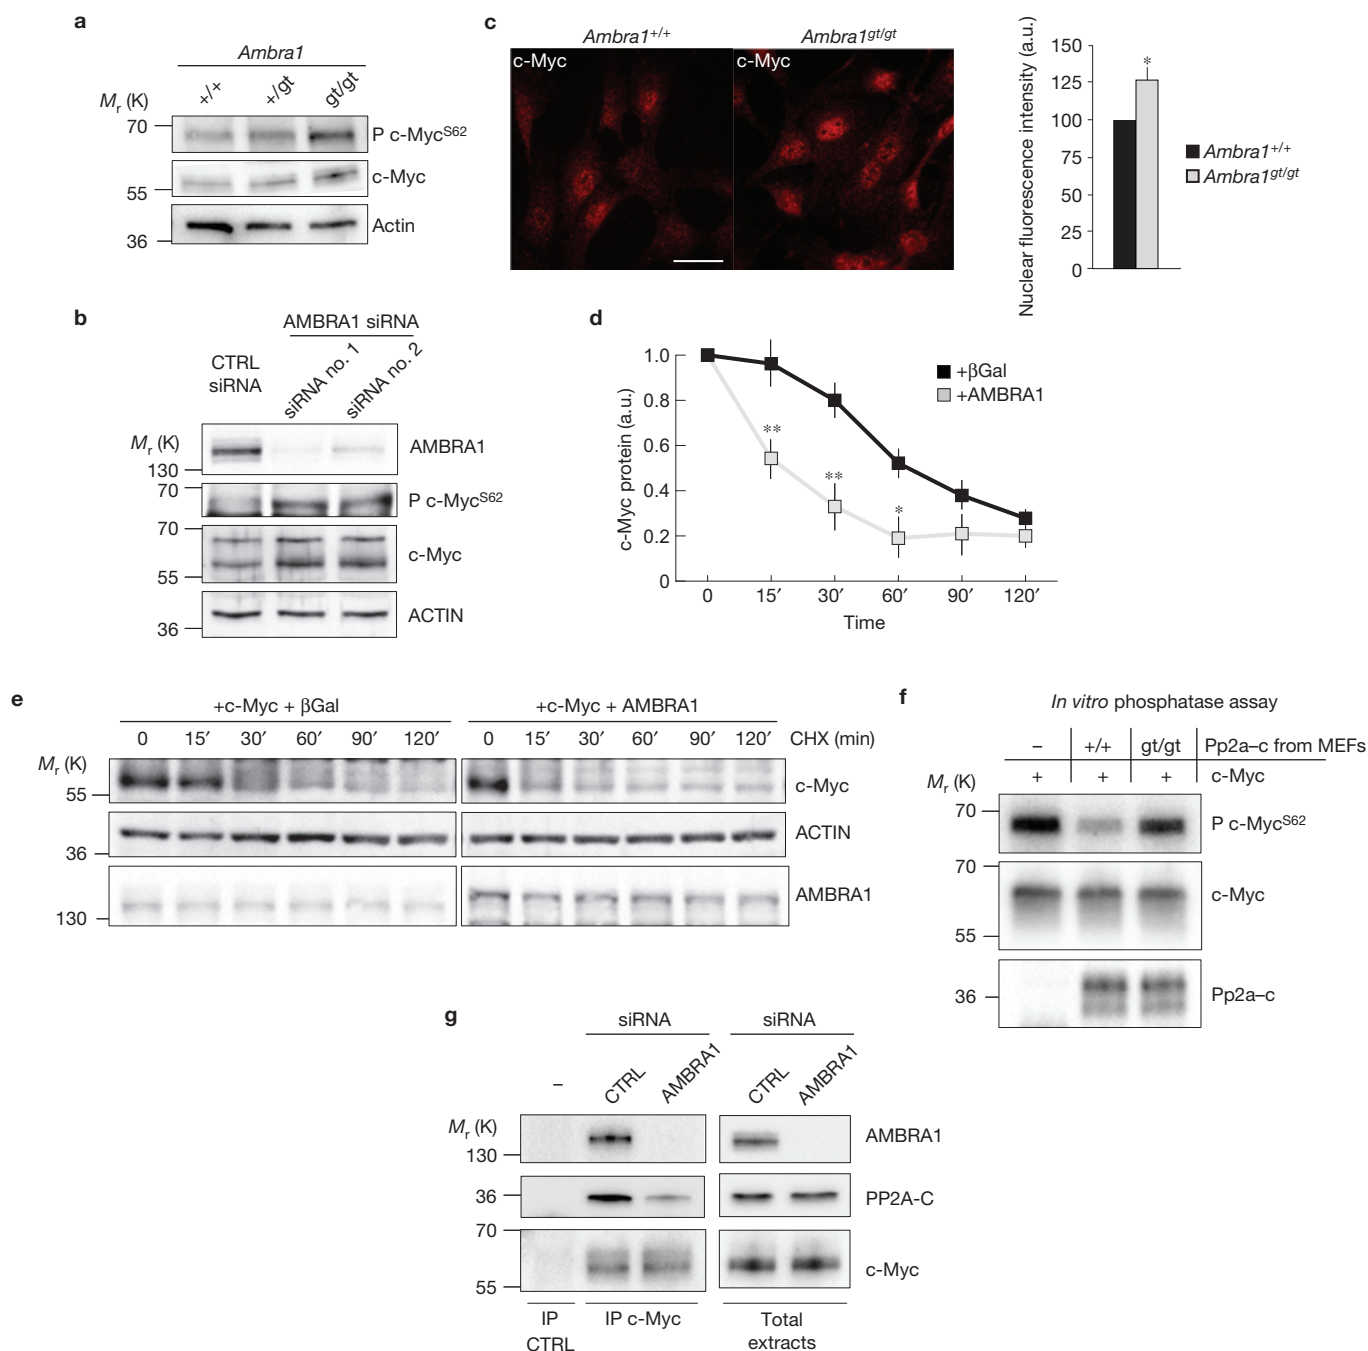 a
Ambra1
+/+ +/gt gt/gt
Mr (K)
70
P c-MycS62
c-Myc
55
Actin
36
b
AMBRA1 siRNA
CTRL
siRNA
siRNA no. 1
siRNA no. 2
Mr (K)
AMBRA1
130
70
P c-MycS62
70
c-Myc
55
ACTIN
36
c
Ambra1+/+
Ambra1gt/gt
c-Myc
c-Myc
Nuclear fluorescence intensity (a.u.)
150
125
100
75
50
25
0
*
Ambra1+/+
Ambra1gt/gt
d
c-Myc protein (a.u.)
1.0
0.8
0.6
0.4
0.2
0
**
**
*
+βGal
+AMBRA1
0 15′ 30′ 60′ 90′ 120′
Time
e
+c-Myc + βGal
+c-Myc + AMBRA1
0 15′ 30′ 60′ 90′ 120′
0 15′ 30′ 60′ 90′ 120′
CHX (min)
Mr (K)
55
c-Myc
ACTIN
36
AMBRA1
130
f
In vitro phosphatase assay
– +/+ gt/gt Pp2a–c from MEFs
+ + + c-Myc
Mr (K)
70
P c-MycS62
70
c-Myc
55
36
Pp2a–c
g
siRNA
siRNA
– CTRL AMBRA1
CTRL AMBRA1
Mr (K)
130
AMBRA1
36
PP2A-C
70
c-Myc
55
IP
CTRL
IP c-Myc
Total
extracts